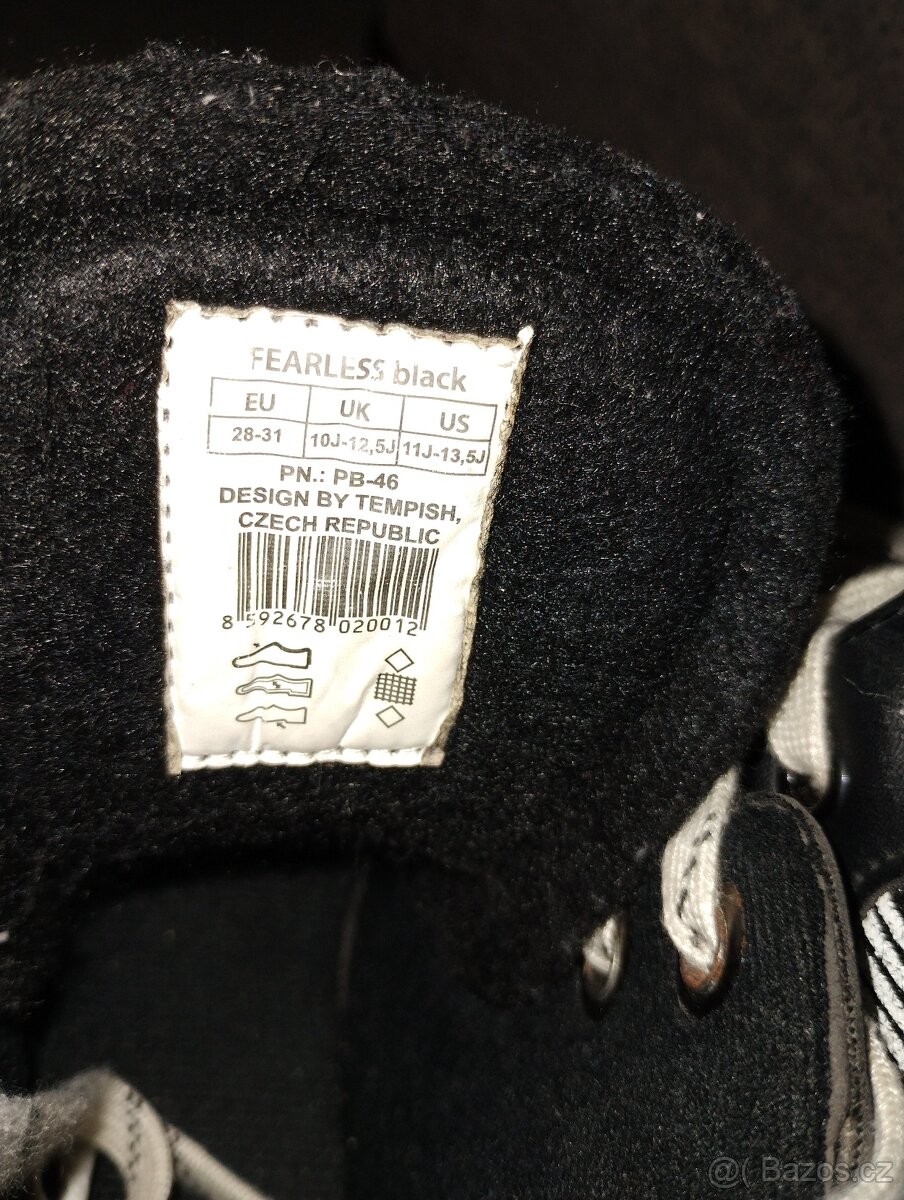 FEARLESS black
EU UK US
28-31 10J-12,5J 11J-13,5J
PN.: PB-46
DESIGN BY TEMPISH,
CZECH REPUBLIC
8 592678 020012
@( Bazos.cz